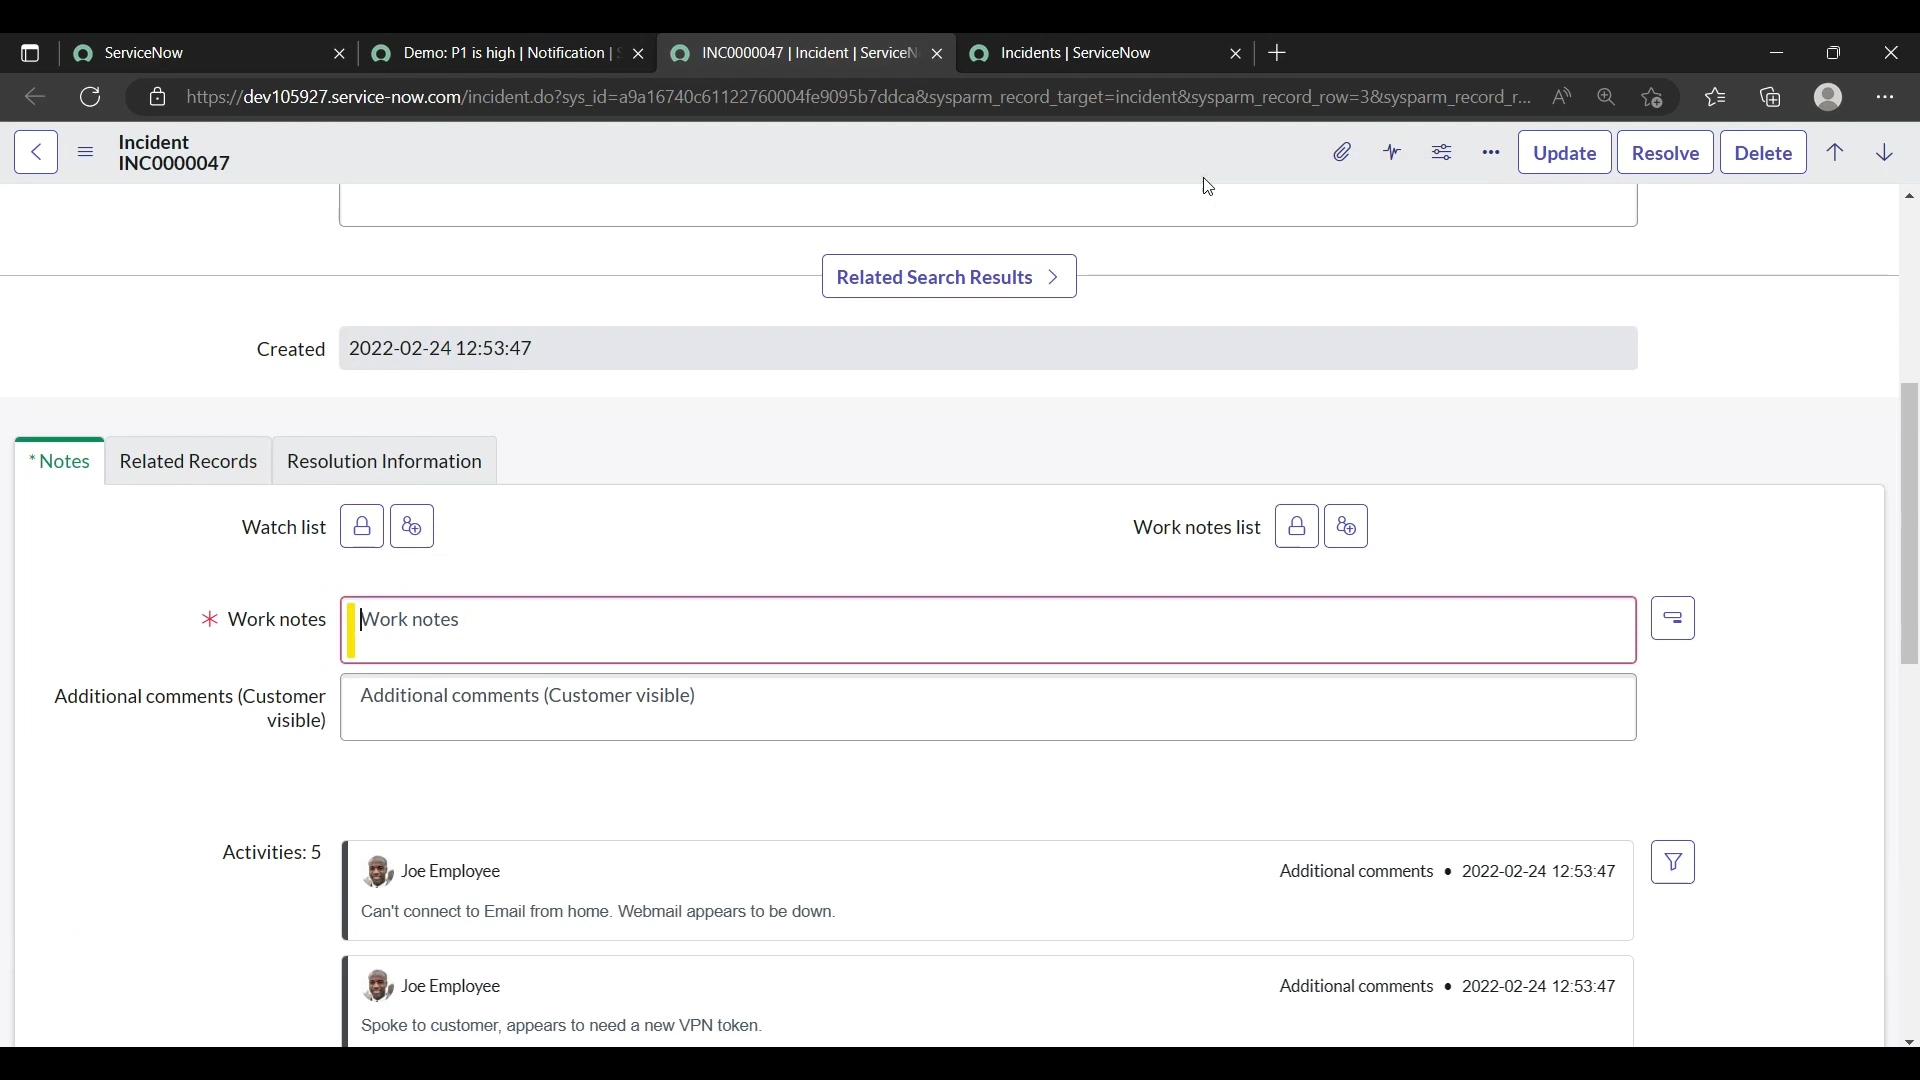 ServiceNow
Demo: P1 is high | Notification |
INC0000047 | Incident | ServiceN
Incidents | ServiceNow
https://dev105927.service-now.com/incident.do?sys_id=a9a16740c61122760004fe9095b7ddca&sysparm_record_target=incident&sysparm_record_row=3&sysparm_record_r...
Incident
INC0000047
Update
Resolve
Delete
Related Search Results
Created
2022-02-24 12:53:47
* Notes
Related Records
Resolution Information
Watch list
Work notes list
* Work notes
Work notes
Additional comments (Customer
visible)
Additional comments (Customer visible)
Activities: 5
Joe Employee
Additional comments • 2022-02-24 12:53:47
Can't connect to Email from home. Webmail appears to be down.
Joe Employee
Additional comments • 2022-02-24 12:53:47
Spoke to customer, appears to need a new VPN token.